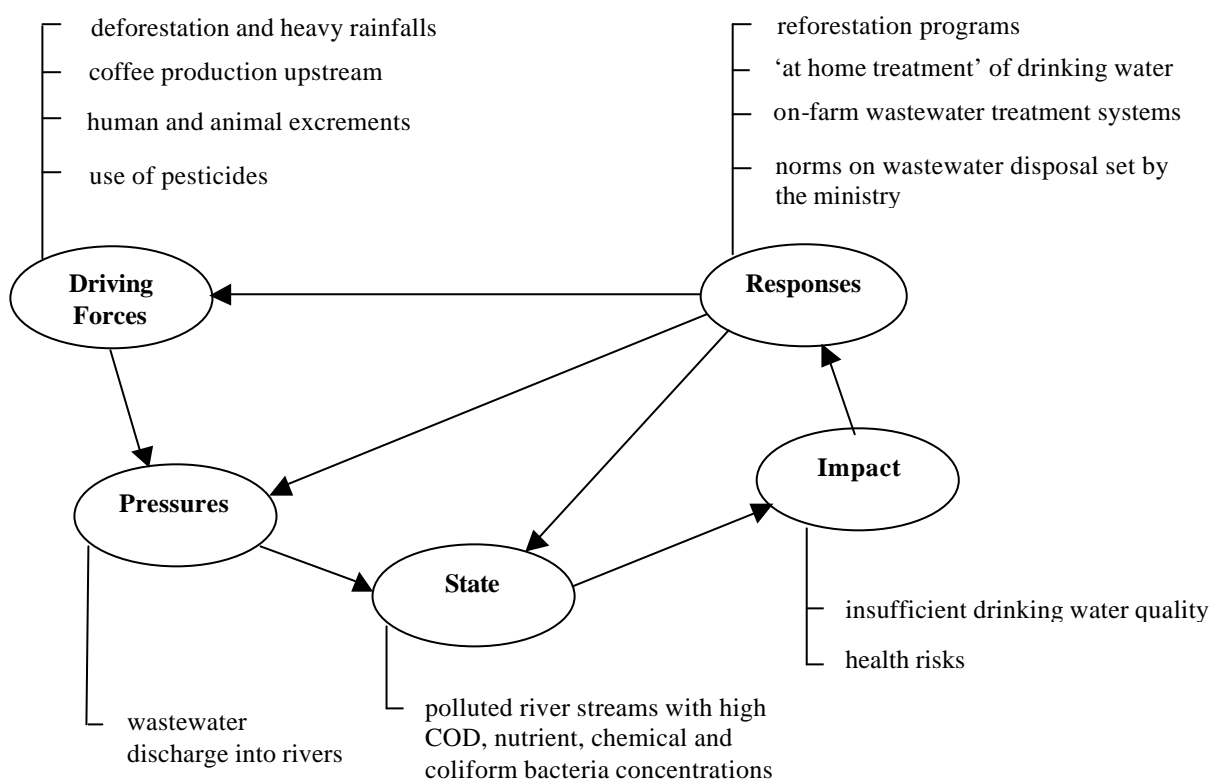 deforestation and heavy rainfalls
coffee production upstream
human and animal excrements
use of pesticides
reforestation programs
‘at home treatment’ of drinking water
on-farm wastewater treatment systems
norms on wastewater disposal set by
the ministry
Driving
Forces
Responses
Pressures
Impact
State
insufficient drinking water quality
health risks
wastewater
discharge into rivers
polluted river streams with high
COD, nutrient, chemical and
coliform bacteria concentrations